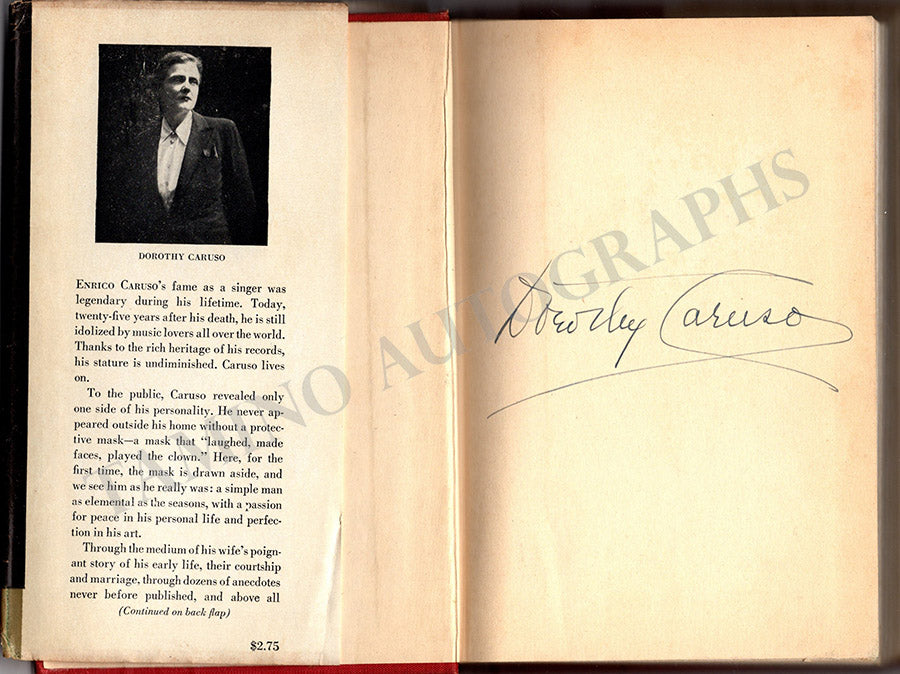 DOROTHY CARUSO
ENRICO CARUSO's fame as a singer was
legendary during his lifetime. Today,
twenty-five years after his death, he is still
idolized by music lovers all over the world.
Thanks to the rich heritage of his records,
his stature is undiminished. Caruso lives
on.
To the public, Caruso revealed only
one side of his personality. He never ap-
peared outside his home without a protec-
tive mask—a mask that "laughed, made
faces, played the clown." Here, for the
first time, the mask is drawn aside, and
we see him as he really was: a simple man
as elemental as the seasons, with a passion
for peace in his personal life and perfec-
tion in his art.
Through the medium of his wife's poign-
ant story of his early life, their courtship
and marriage, through dozens of anecdotes
never before published, and above all
(Continued on back flap)
$2.75
Dorothy Caruso
TAMINO AUTOGRAPHS